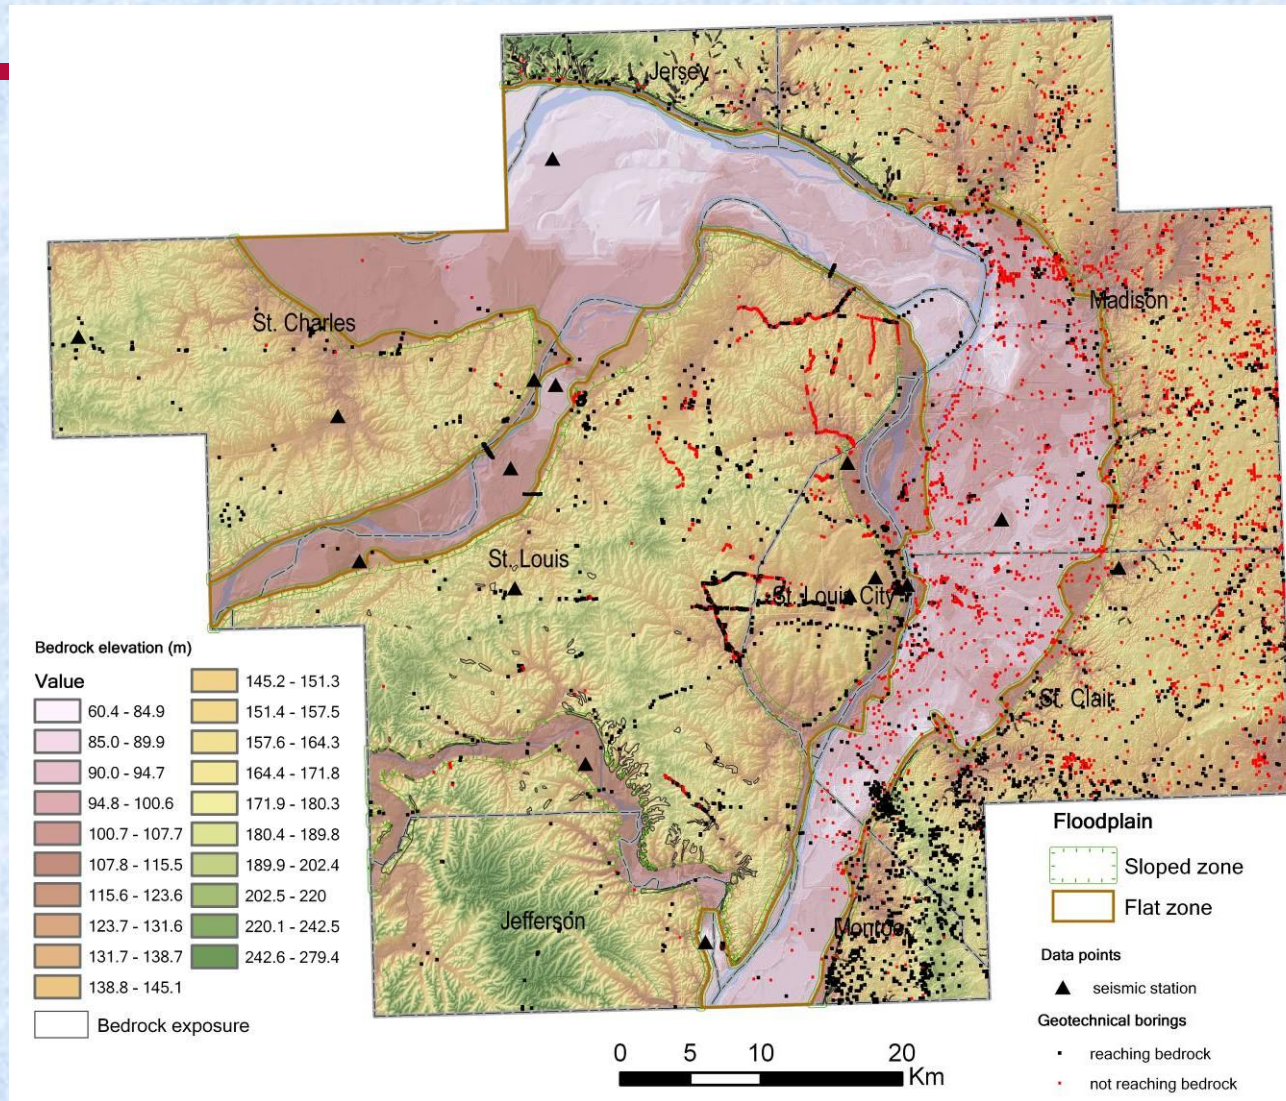 Jersey
Madison
St. Charles
St. Louis
St. Louis City
St. Clair
Jefferson
Monroe
Bedrock elevation (m)
Value
60.4 - 84.9
85.0 - 89.9
90.0 - 94.7
94.8 - 100.6
100.7 - 107.7
107.8 - 115.5
115.6 - 123.6
123.7 - 131.6
131.7 - 138.7
138.8 - 145.1
145.2 - 151.3
151.4 - 157.5
157.6 - 164.3
164.4 - 171.8
171.9 - 180.3
180.4 - 189.8
189.9 - 202.4
202.5 - 220
220.1 - 242.5
242.6 - 279.4
Bedrock exposure
0 5 10 20
Km
Floodplain
Sloped zone
Flat zone
Data points
seismic station
Geotechnical borings
reaching bedrock
not reaching bedrock